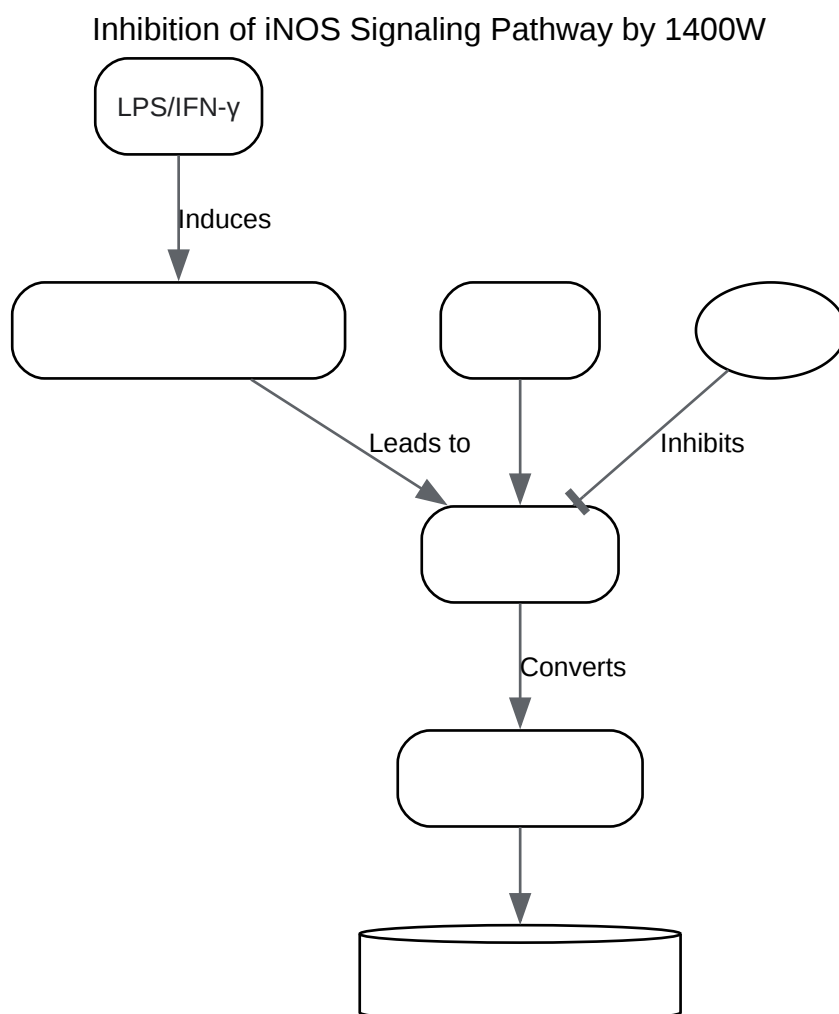 Inhibition of iNOS Signaling Pathway by 1400W
LPS/IFN-γ
Induces
Leads to
Inhibits
Converts